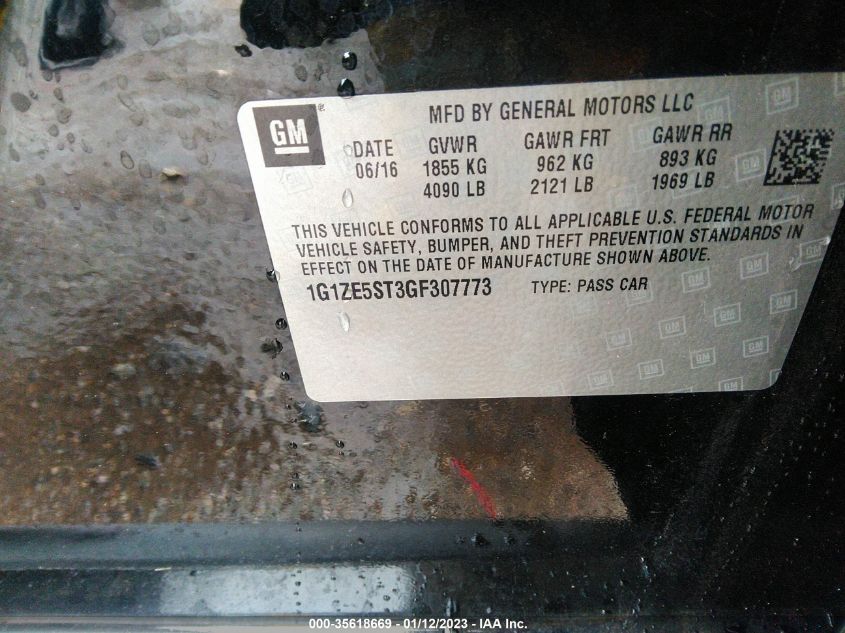 GM
MFD BY GENERAL MOTORS LLC
DATE GVWR GAWR FRT GAWR RR
06/16 1855 KG 962 KG 893 KG
4090 LB 2121 LB 1969 LB
THIS VEHICLE CONFORMS TO ALL APPLICABLE U.S. FEDERAL MOTOR
VEHICLE SAFETY, BUMPER, AND THEFT PREVENTION STANDARDS IN
EFFECT ON THE DATE OF MANUFACTURE SHOWN ABOVE.
1G1ZE5ST3GF307773 TYPE: PASS CAR
000-35618669 - 01/12/2023 - IAA Inc.